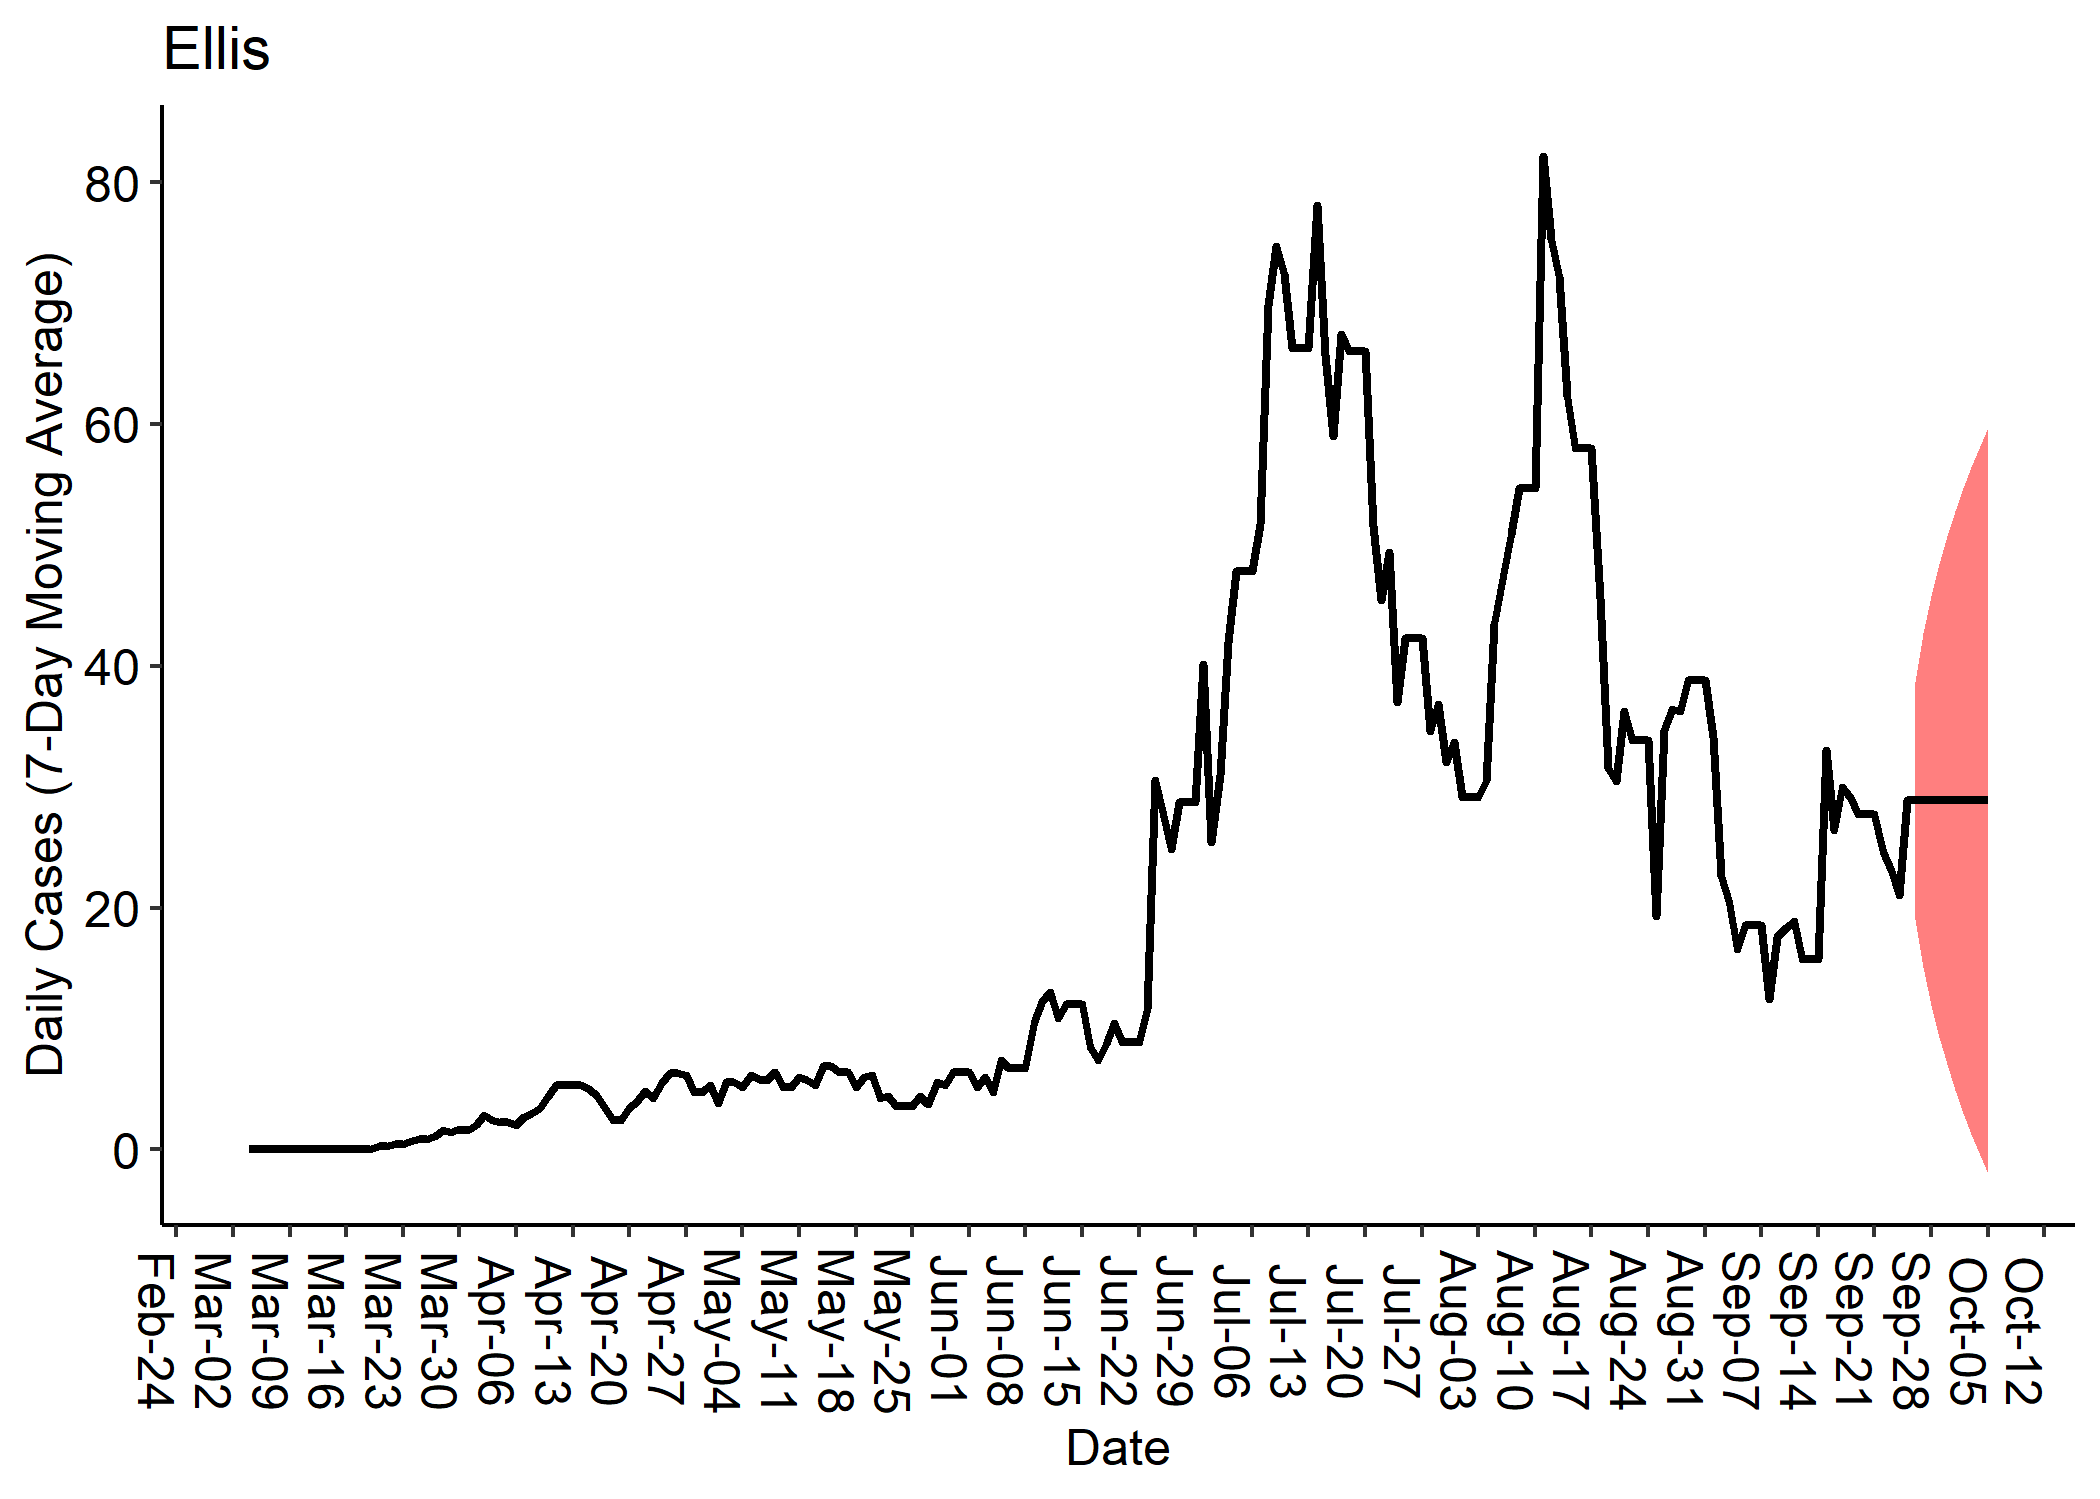 Ellis
Daily Cases (7-Day Moving Average)
80
60
40
20
0
Feb-24
Mar-02
Mar-09
Mar-16
Mar-23
Mar-30
Apr-06
Apr-13
Apr-20
Apr-27
May-04
May-11
May-18
May-25
Jun-01
Jun-08
Jun-15
Jun-22
Jun-29
Jul-06
Jul-13
Jul-20
Jul-27
Aug-03
Aug-10
Aug-17
Aug-24
Aug-31
Sep-07
Sep-14
Sep-21
Sep-28
Oct-05
Oct-12
Date